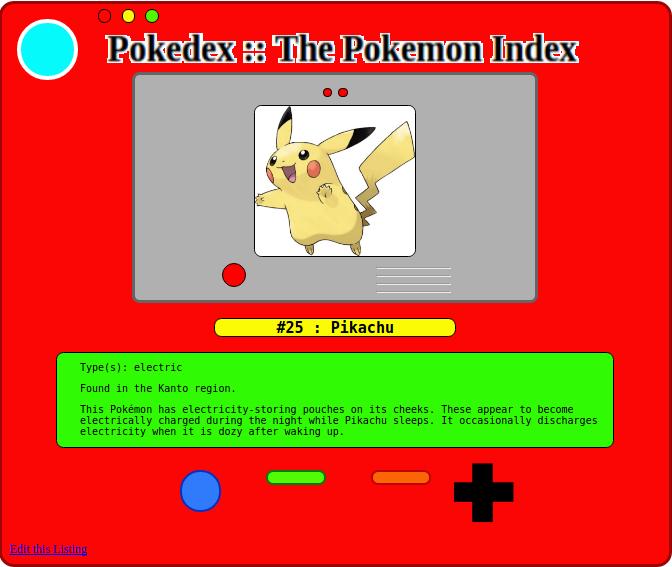 Pokedex :: The Pokemon Index
#25 : Pikachu
Type(s): electric
Found in the Kanto region.
This Pokémon has electricity-storing pouches on its cheeks. These appear to become
electrically charged during the night while Pikachu sleeps. It occasionally discharges
electricity when it is dozy after waking up.
Edit this Listing